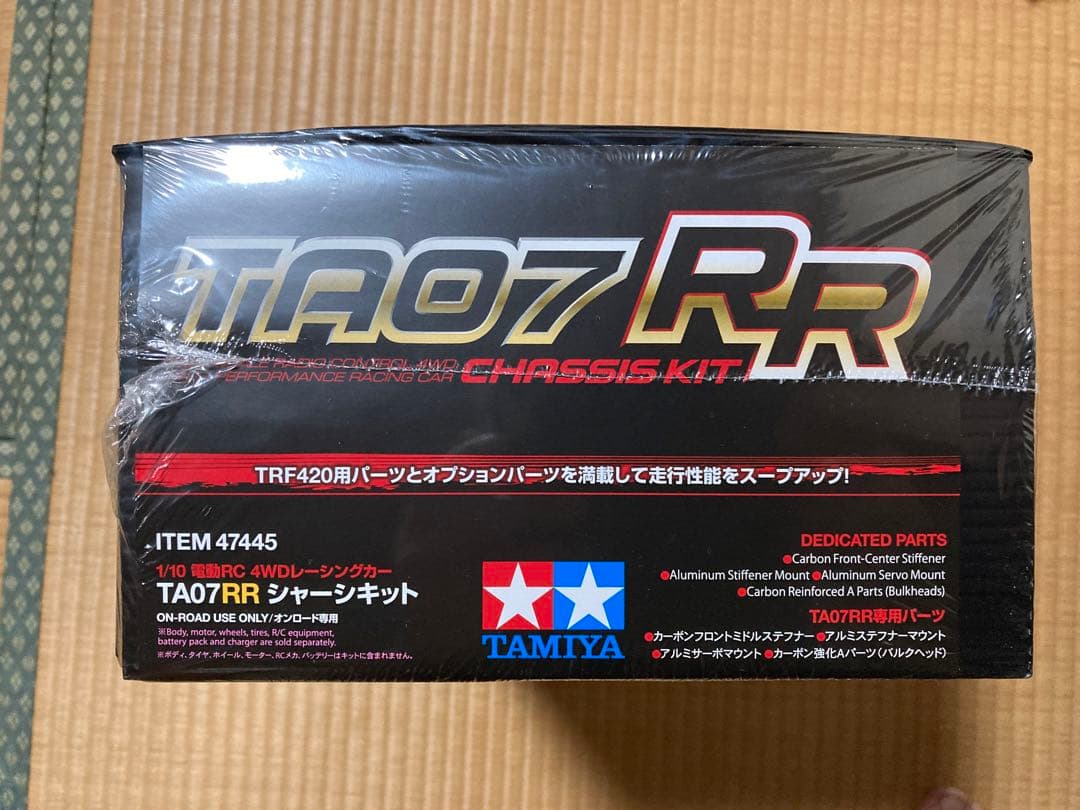 TA07 RR
RADIO CONTROL 4WD
PERFORMANCE RACING CAR CHASSIS KIT
TRF420用パーツとオプションパーツを満載して走行性能をスープアップ!
ITEM 47445
1/10 電動RC 4WDレーシングカー
TA07RR シャーシキット
ON-ROAD USE ONLY/オンロード専用
※Body, motor, wheels, tires, R/C equipment,
battery pack and charger are sold separately.
※ボディ、タイヤ、ホイール、モーター、RCメカ、バッテリーはキットに含まれません。
TAMIYA
DEDICATED PARTS
●Carbon Front-Center Stiffener
●Aluminum Stiffener Mount ●Aluminum Servo Mount
●Carbon Reinforced A Parts (Bulkheads)
TA07RR専用パーツ
●カーボンフロントミドルステフナー ●アルミステフナーマウント
●アルミサーボマウント ●カーボン強化Aパーツ(バルクヘッド)